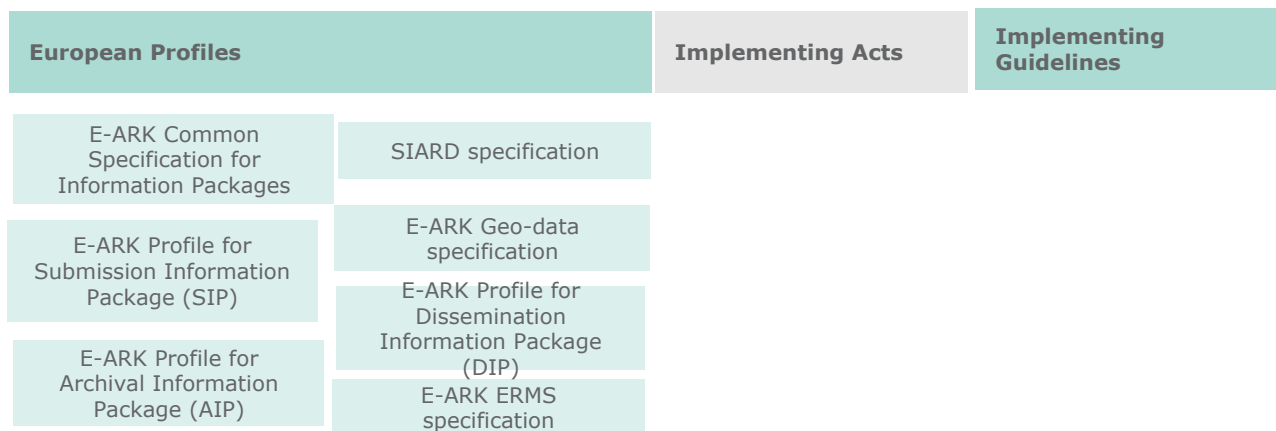 European Profiles
Implementing Acts
Implementing
Guidelines
E-ARK Common
Specification for
Information Packages
SIARD specification
E-ARK Profile for
Submission Information
Package (SIP)
E-ARK Geo-data
specification
E-ARK Profile for
Dissemination
Information Package
(DIP)
E-ARK Profile for
Archival Information
Package (AIP)
E-ARK ERMS
specification